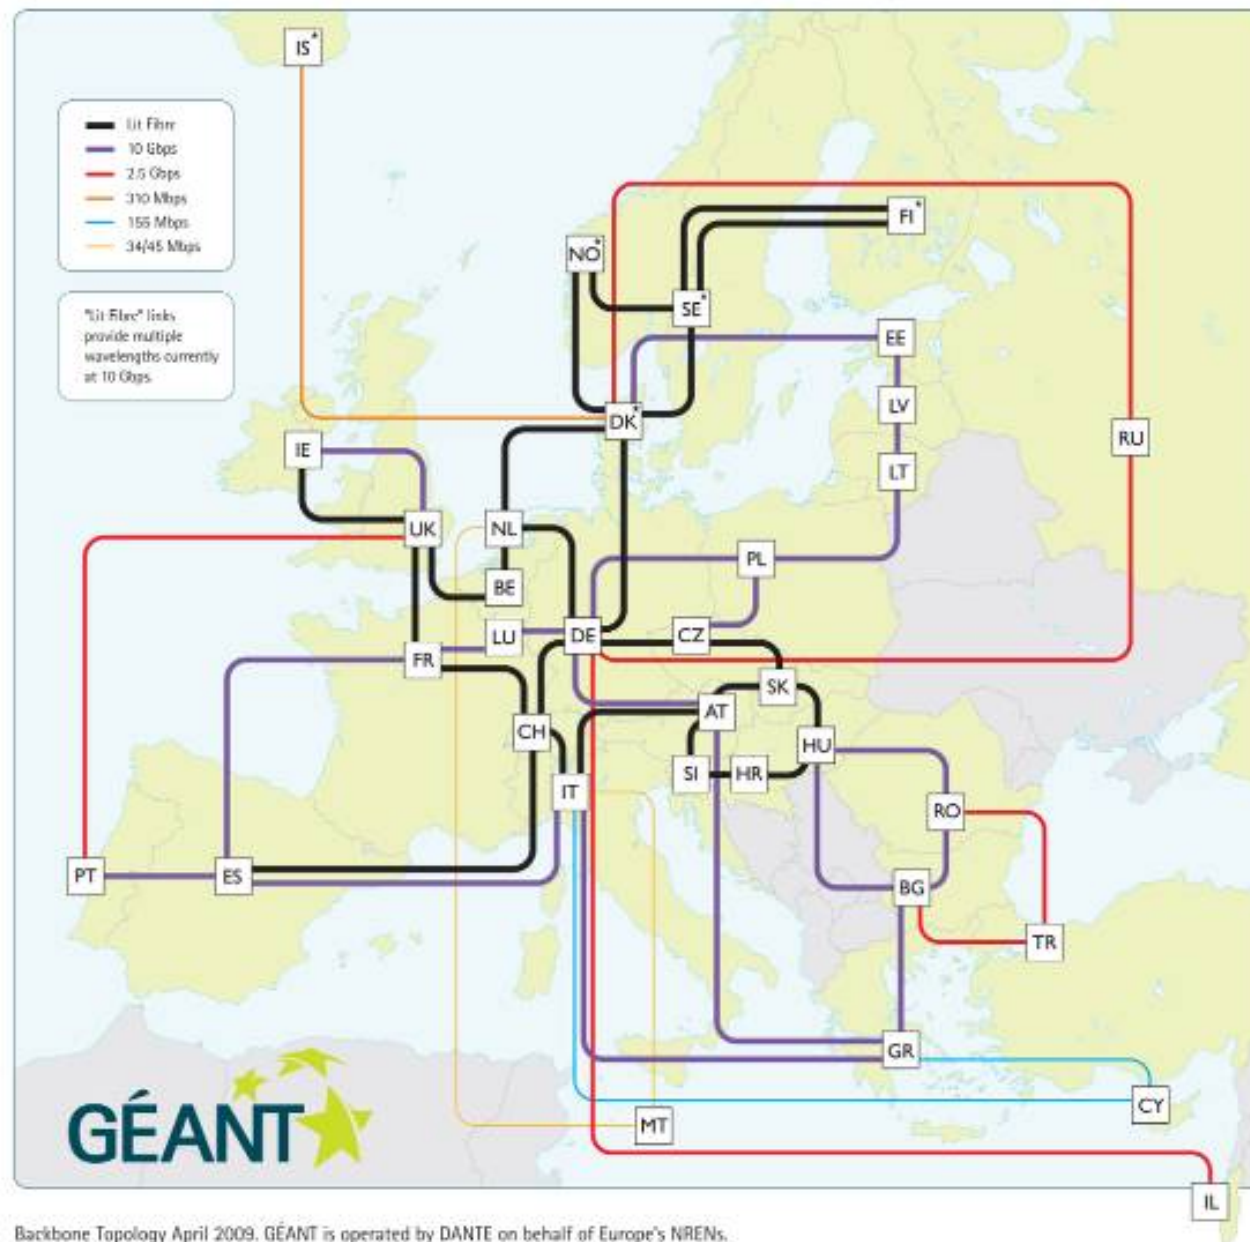 IS*
Lit Fibre
10 Gbps
2.5 Gbps
310 Mbps
155 Mbps
34/45 Mbps
"Lit Fibre" links
provide multiple
wavelengths currently
at 10 Gbps.
FI*
NO*
SE*
EE
LV
DK*
RU
IE
LT
UK
NL
PL
BE
LU
DE
CZ
FR
SK
AT
CH
HU
SI
HR
IT
RO
PT
ES
BG
TR
GR
CY
MT
GÉANT
IL
Backbone Topology April 2009. GÉANT is operated by DANTE on behalf of Europe's NRENs.